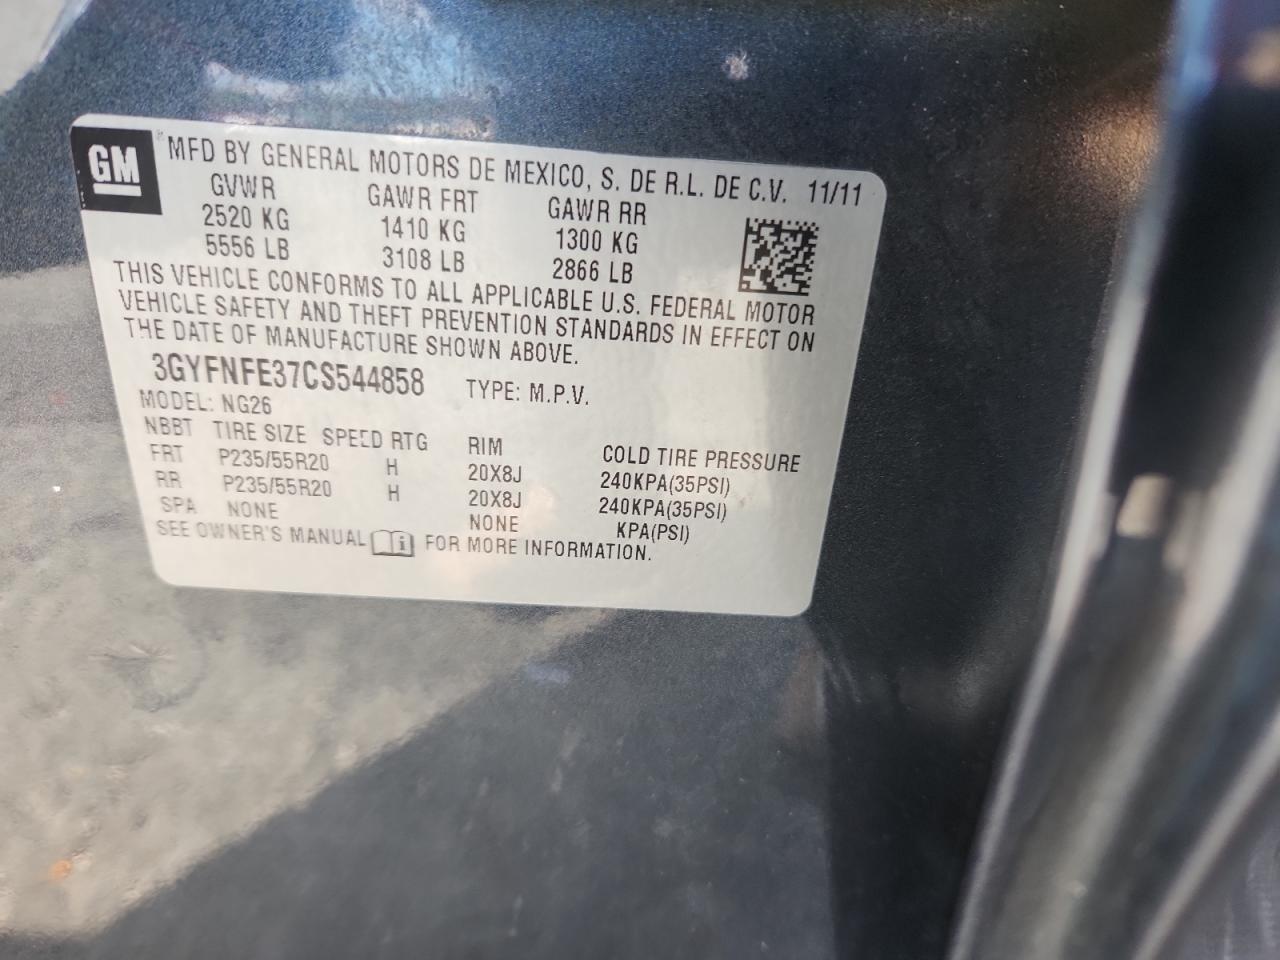 GM ® MFD BY GENERAL MOTORS DE MEXICO, S. DE R.L. DE C.V. 11/11
GVWR GAWR FRT GAWR RR
2520 KG 1410 KG 1300 KG
5556 LB 3108 LB 2866 LB
THIS VEHICLE CONFORMS TO ALL APPLICABLE U.S. FEDERAL MOTOR
VEHICLE SAFETY AND THEFT PREVENTION STANDARDS IN EFFECT ON
THE DATE OF MANUFACTURE SHOWN ABOVE.
3GYFNFE37CS544858 TYPE: M.P.V.
MODEL: NG26
NBBT TIRE SIZE SPEED RTG RIM COLD TIRE PRESSURE
FRT P235/55R20 H 20X8J 240KPA(35PSI)
RR P235/55R20 H 20X8J 240KPA(35PSI)
SPA NONE NONE KPA(PSI)
SEE OWNER'S MANUAL i FOR MORE INFORMATION.